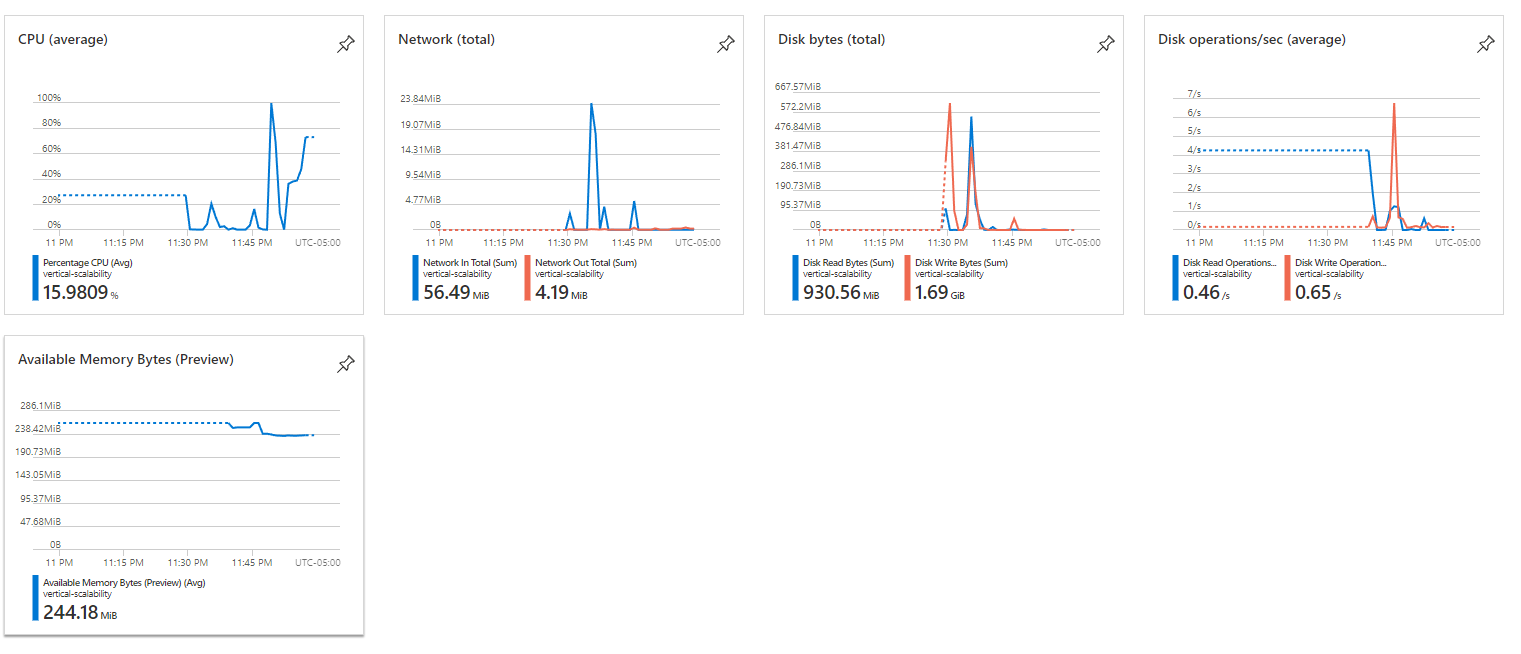 CPU (average)
100%
80%
60%
40%
20%
0%
11 PM 11:15 PM 11:30 PM 11:45 PM UTC-05:00
Percentage CPU (Avg)
vertical-scalability
15.9809 %
Network (total)
23.84MiB
19.07MiB
14.31MiB
9.54MiB
4.77MiB
0B
11 PM 11:15 PM 11:30 PM 11:45 PM UTC-05:00
Network In Total (Sum)
vertical-scalability
56.49 MiB
Network Out Total (Sum)
vertical-scalability
4.19 MiB
Disk bytes (total)
667.57MiB
572.2MiB
476.84MiB
381.47MiB
286.1MiB
190.73MiB
95.37MiB
0B
11 PM 11:15 PM 11:30 PM 11:45 PM UTC-05:00
Disk Read Bytes (Sum)
vertical-scalability
930.56 MiB
Disk Write Bytes (Sum)
vertical-scalability
1.69 GiB
Disk operations/sec (average)
7/s
6/s
5/s
4/s
3/s
2/s
1/s
0/s
11 PM 11:15 PM 11:30 PM 11:45 PM UTC-05:00
Disk Read Operations...
vertical-scalability
0.46 /s
Disk Write Operation...
vertical-scalability
0.65 /s
Available Memory Bytes (Preview)
286.1MiB
238.42MiB
190.73MiB
143.05MiB
95.37MiB
47.68MiB
0B
11 PM 11:15 PM 11:30 PM 11:45 PM UTC-05:00
Available Memory Bytes (Preview) (Avg)
vertical-scalability
244.18 MiB